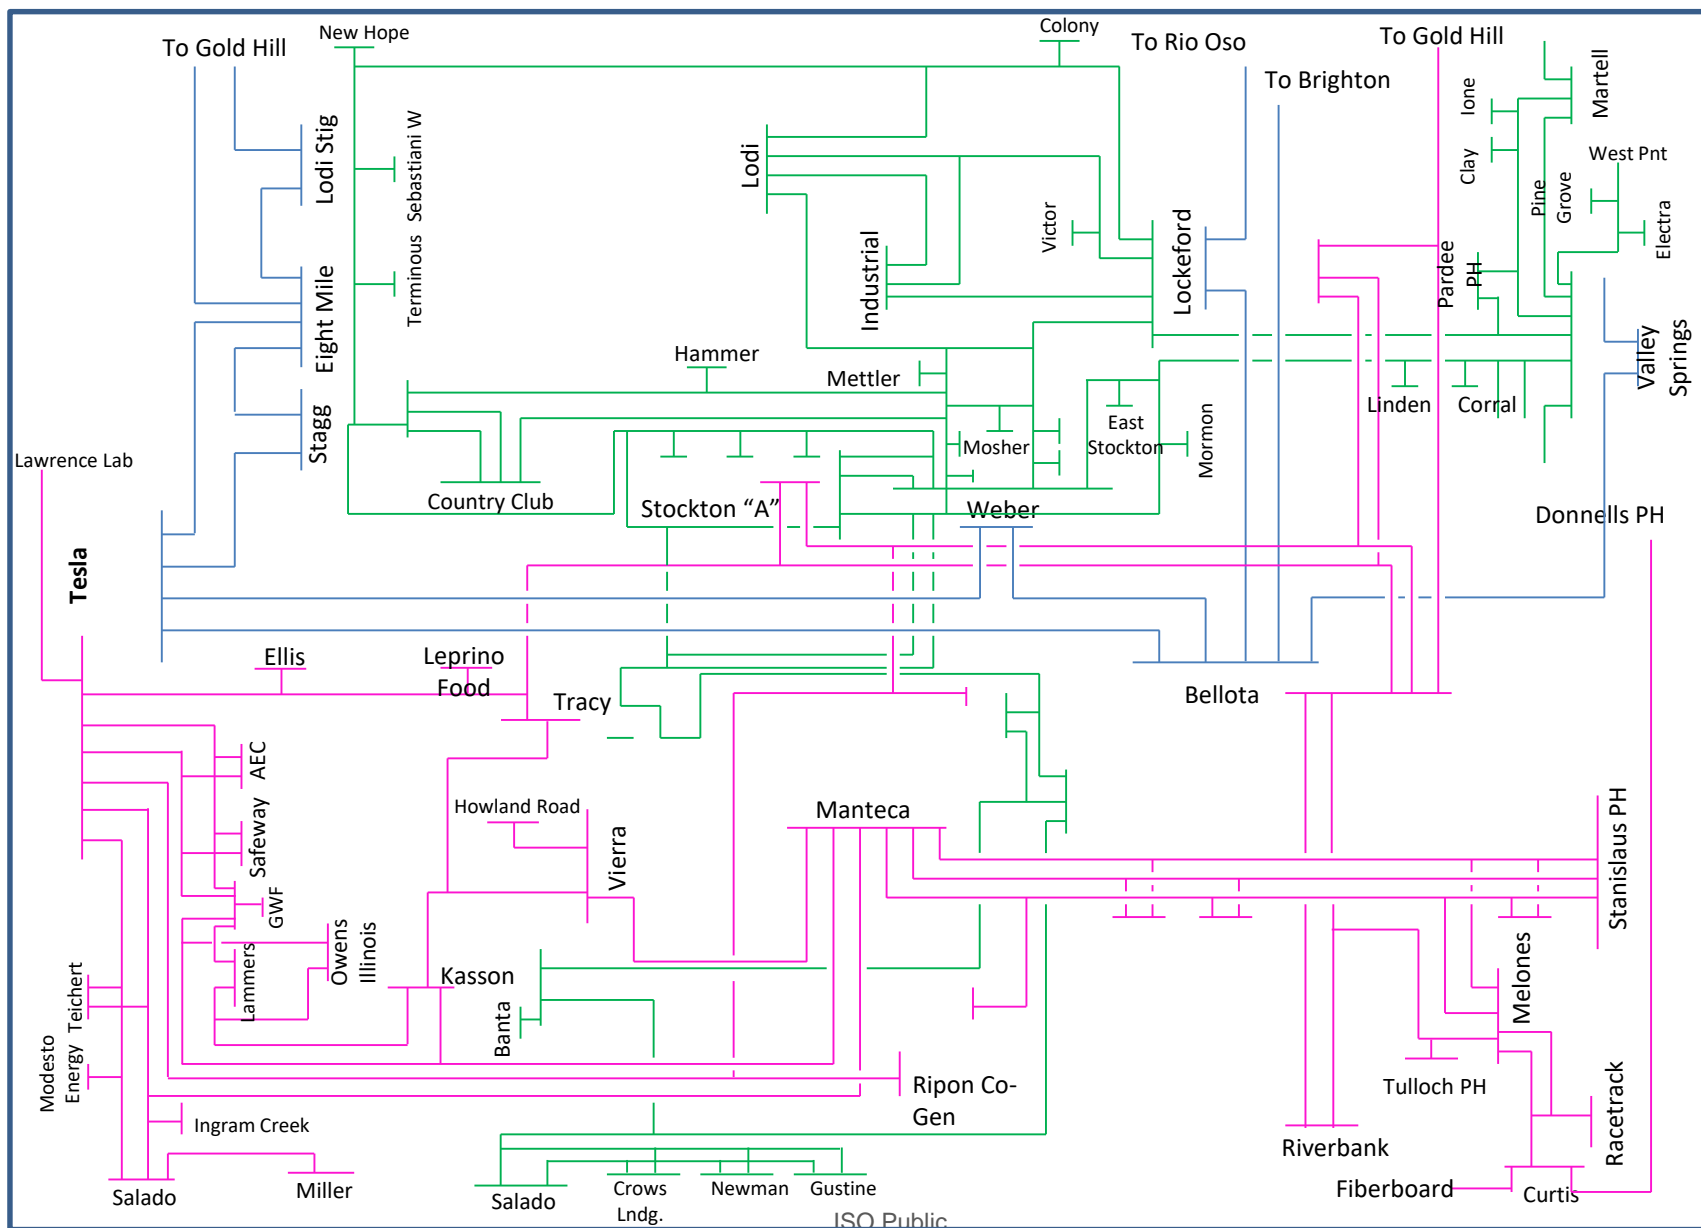 New Hope
Colony
To Gold Hill
To Rio Oso
To Gold Hill
To Brighton
Martell
Ione
Clay
West Pnt
Pine
Grove
Electra
Lodi Stig
Sebastiani W
Terminous
Lodi
Victor
Lockeford
Industrial
Pardee
PH
Eight Mile
Valley
Springs
Hammer
Mettler
Linden
Corral
Stagg
East
Stockton
Mormon
Mosher
Lawrence Lab
Country Club
Stockton “A”
Weber
Donnells PH
Tesla
Ellis
Leprino
Food
Tracy
Bellota
AEC
Howland Road
Manteca
Safeway
Vierra
Stanislaus PH
GWF
Owens
Illinois
Lammers
Kasson
Melones
Teichert
Banta
Modesto
Energy
Ripon Co-
Gen
Tulloch PH
Racetrack
Ingram Creek
Riverbank
Salado
Miller
Salado
Crows
Lndg.
Newman
Gustine
Fiberboard
Curtis
ISO Public